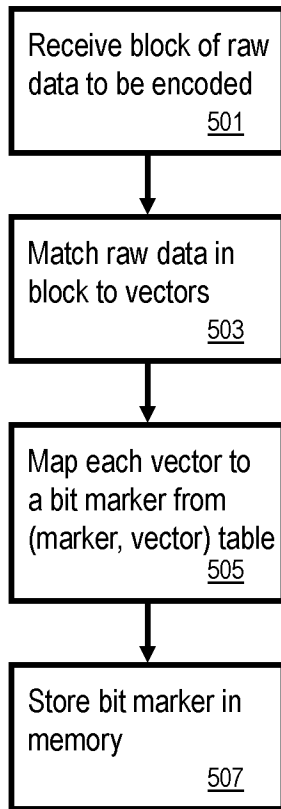 Receive block of raw
data to be encoded
501
Match raw data in
block to vectors
503
Map each vector to
a bit marker from
(marker, vector) table
505
Store bit marker in
memory
507